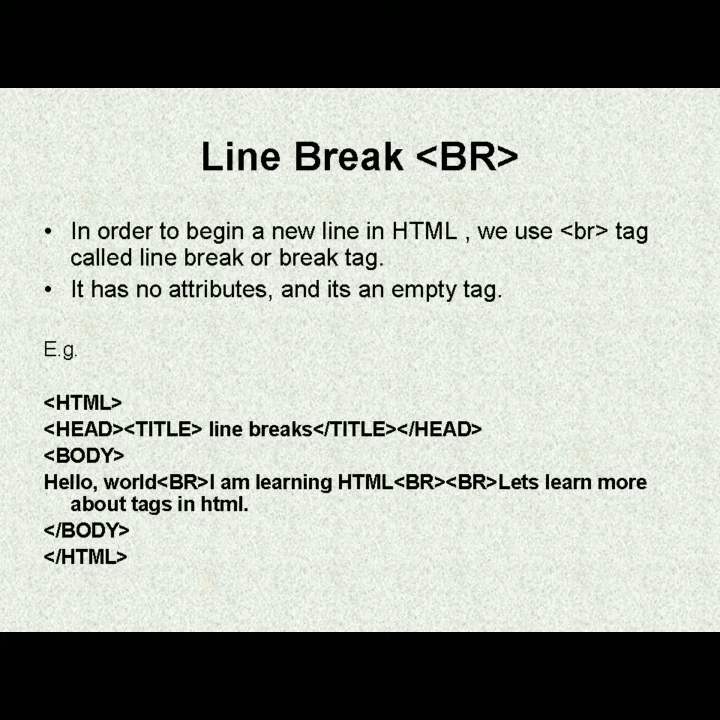 Line Break <BR>
• In order to begin a new line in HTML , we use <br> tag
called line break or break tag.
• It has no attributes, and its an empty tag.
E.g.
<HTML>
<HEAD><TITLE> line breaks</TITLE></HEAD>
<BODY>
Hello, world<BR>I am learning HTML<BR><BR>Lets learn more
about tags in html.
</BODY>
</HTML>